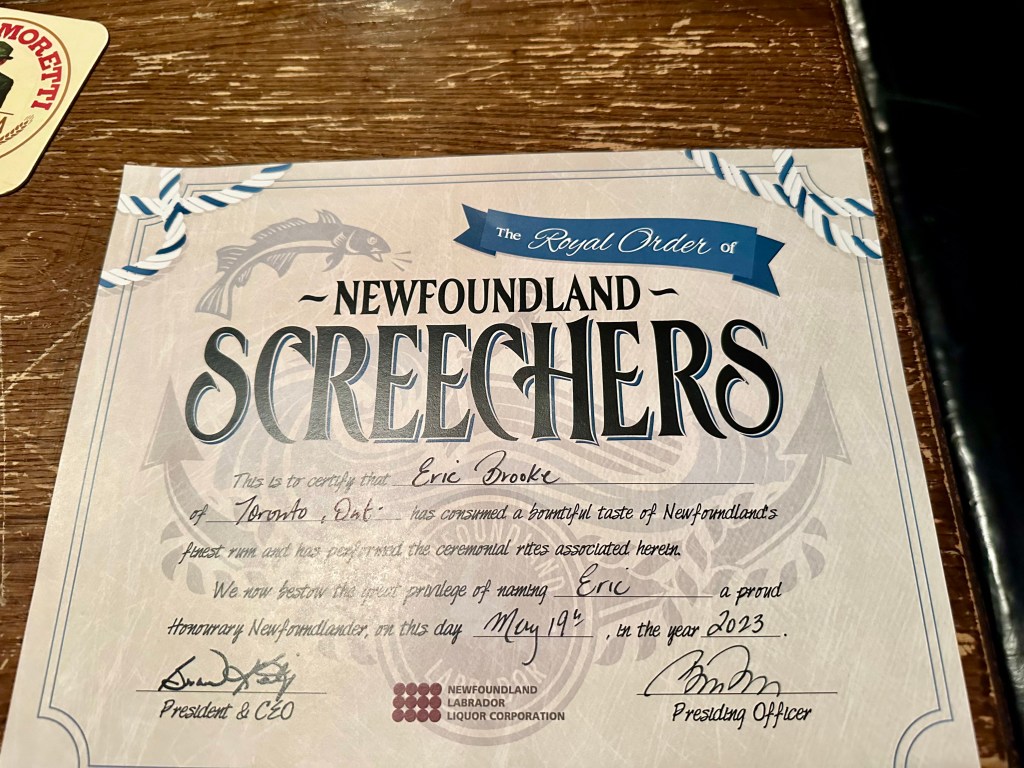 MORETTI
The Royal Order of
~ NEWFOUNDLAND ~
SCREECHERS
This is to certify that Eric Brooke
of Toronto, Ont. has consumed a bountiful taste of Newfoundland's
finest rum and has performed the ceremonial rites associated herein.
We now bestow the great privilege of naming Eric a proud
Honourary Newfoundlander, on this day May 19th, in the year 2023.
President & CEO
NEWFOUNDLAND
LABRADOR
LIQUOR CORPORATION
Presiding Officer